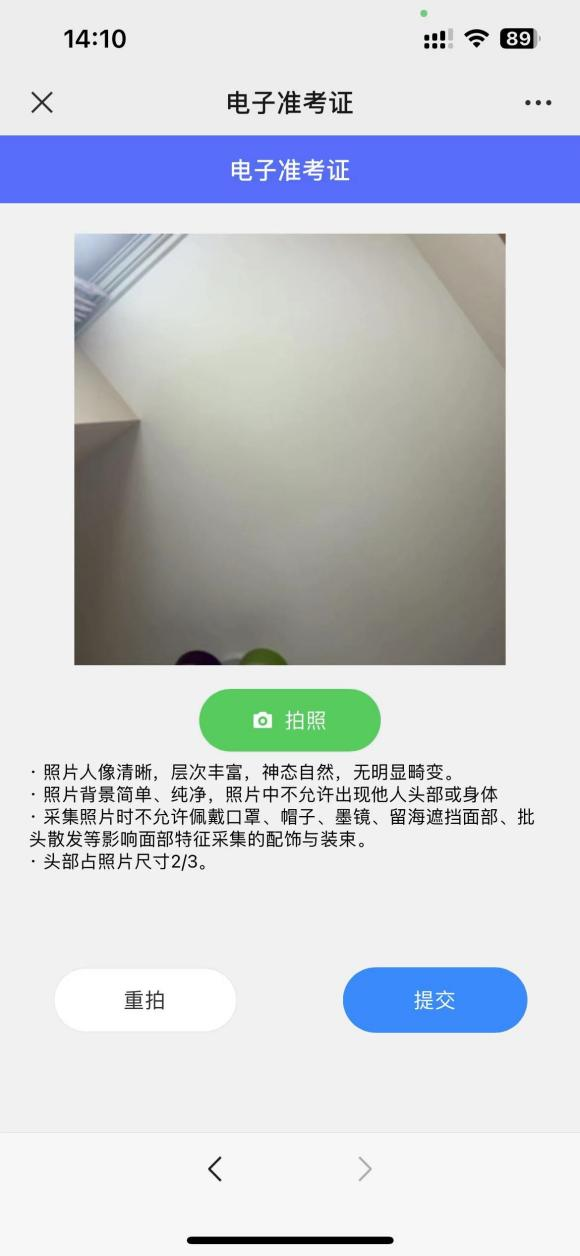 14:10
89
电子准考证
电子准考证
拍照
· 照片人像清晰，层次丰富，神态自然，无明显畸变。
· 照片背景简单、纯净，照片中不允许出现他人头部或身体
· 采集照片时不允许佩戴口罩、帽子、墨镜、留海遮挡面部、批
头散发等影响面部特征采集的配饰与装束。
· 头部占照片尺寸2/3。
重拍
提交